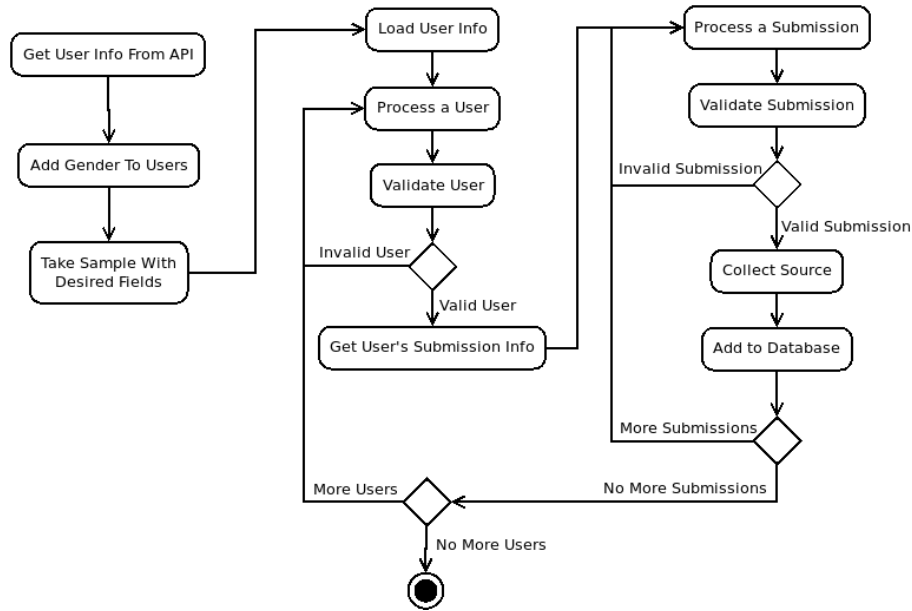 Get User Info From API
Add Gender To Users
Take Sample With
Desired Fields
Load User Info
Process a User
Validate User
Invalid User
Valid User
Get User's Submission Info
More Users
No More Users
Process a Submission
Validate Submission
Invalid Submission
Valid Submission
Collect Source
Add to Database
More Submissions
No More Submissions